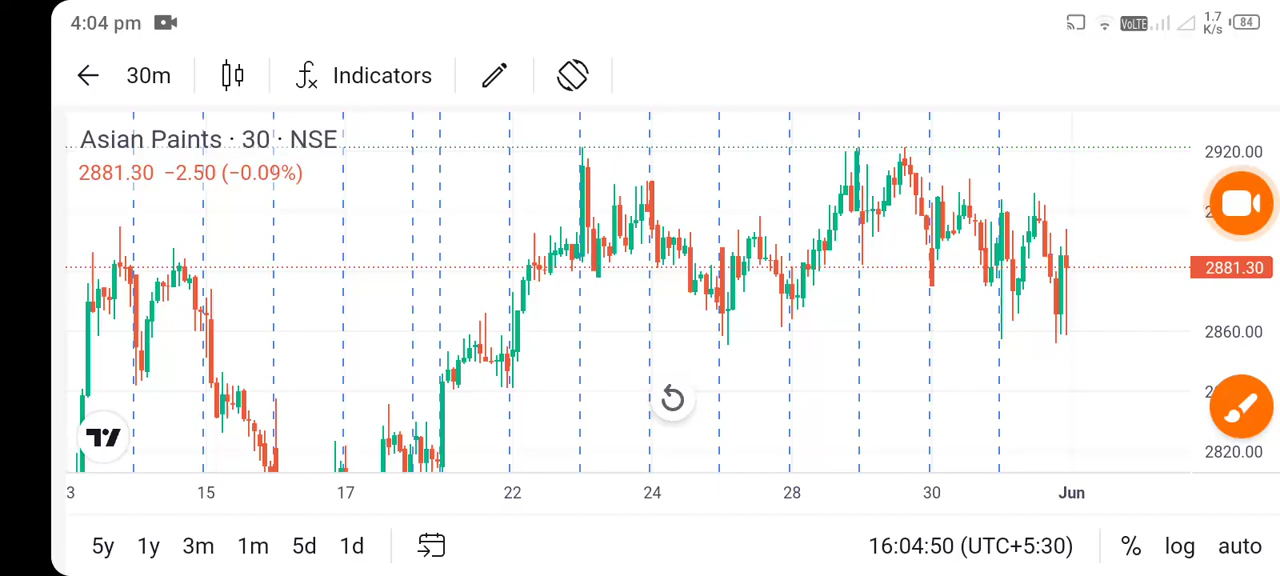 4:04 pm VoLTE 1.7 K/s 84
30m Indicators
Asian Paints · 30 · NSE
2881.30 −2.50 (−0.09%)
2920.00
2881.30
2860.00
2820.00
3 15 17 22 24 28 30 Jun
5y 1y 3m 1m 5d 1d 16:04:50 (UTC+5:30) % log auto